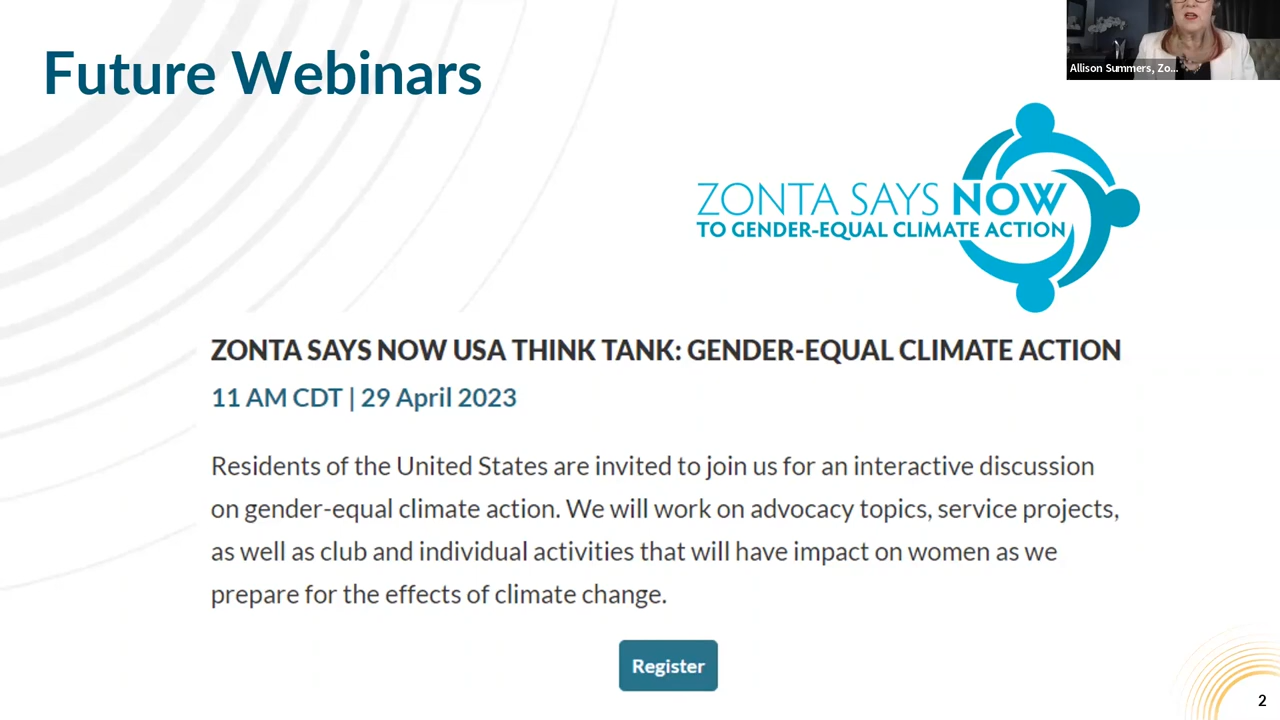 Future Webinars
Allison Summers, Zo...
ZONTA SAYS NOW
TO GENDER-EQUAL CLIMATE ACTION
ZONTA SAYS NOW USA THINK TANK: GENDER-EQUAL CLIMATE ACTION
11 AM CDT | 29 April 2023
Residents of the United States are invited to join us for an interactive discussion
on gender-equal climate action. We will work on advocacy topics, service projects,
as well as club and individual activities that will have impact on women as we
prepare for the effects of climate change.
Register
2